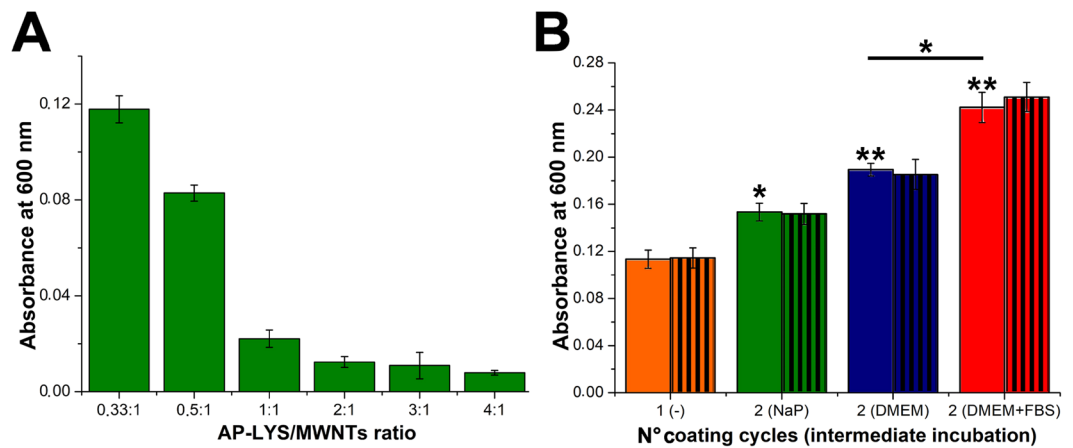 A
Absorbance at 600 nm
0.12
0.08
0.04
0.00
0,33:1 0,5:1 1:1 2:1 3:1 4:1
AP-LYS/MWNTs ratio
B
Absorbance at 600 nm
0.28
0.24
0.20
0.16
0.12
0.08
0.04
0.00
*
*
**
**
1 (-) 2 (NaP) 2 (DMEM) 2 (DMEM+FBS)
N° coating cycles (intermediate incubation)